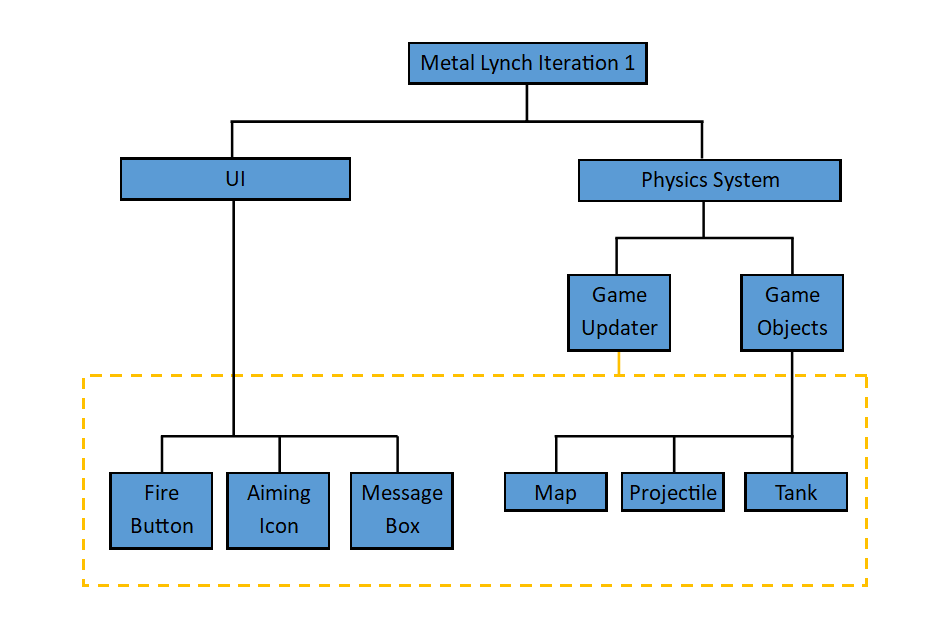 Metal Lynch Iteration 1
UI
Physics System
Game
Updater
Game
Objects
Fire
Button
Aiming
Icon
Message
Box
Map
Projectile
Tank